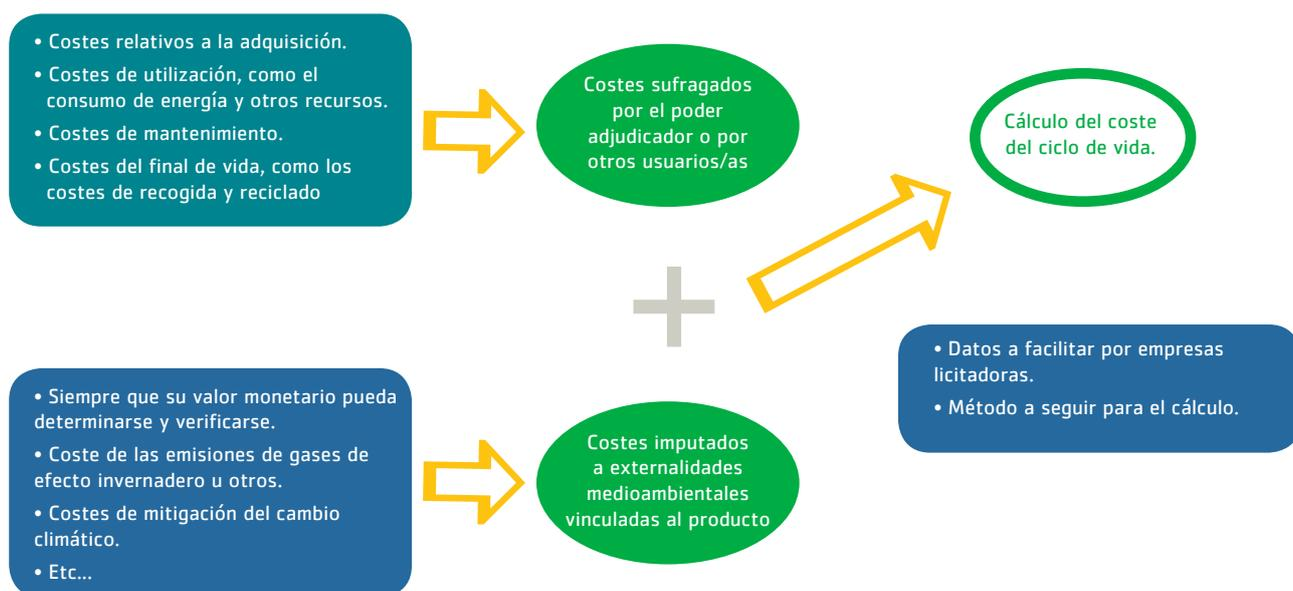 • Costes relativos a la adquisición.
• Costes de utilización, como el
consumo de energía y otros recursos.
• Costes de mantenimiento.
• Costes del final de vida, como los
costes de recogida y reciclado
Costes sufragados
por el poder
adjudicador o por
otros usuarios/as
Cálculo del coste
del ciclo de vida.
• Siempre que su valor monetario pueda
determinarse y verificarse.
• Coste de las emisiones de gases de
efecto invernadero u otros.
• Costes de mitigación del cambio
climático.
• Etc...
Costes imputados
a externalidades
medioambientales
vinculadas al producto
• Datos a facilitar por empresas
licitadoras.
• Método a seguir para el cálculo.